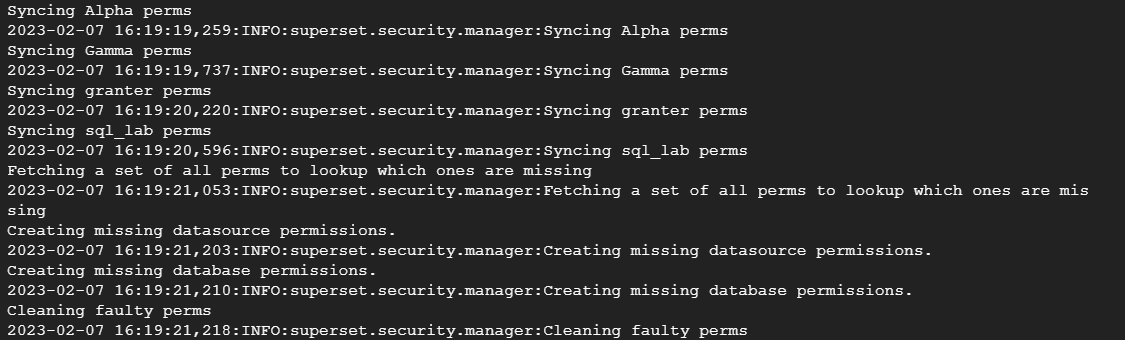 Syncing Alpha perms
2023-02-07 16:19:19,259:INFO:superset.security.manager:Syncing Alpha perms
Syncing Gamma perms
2023-02-07 16:19:19,737:INFO:superset.security.manager:Syncing Gamma perms
Syncing granter perms
2023-02-07 16:19:20,220:INFO:superset.security.manager:Syncing granter perms
Syncing sql_lab perms
2023-02-07 16:19:20,596:INFO:superset.security.manager:Syncing sql_lab perms
Fetching a set of all perms to lookup which ones are missing
2023-02-07 16:19:21,053:INFO:superset.security.manager:Fetching a set of all perms to lookup which ones are mis
sing
Creating missing datasource permissions.
2023-02-07 16:19:21,203:INFO:superset.security.manager:Creating missing datasource permissions.
Creating missing database permissions.
2023-02-07 16:19:21,210:INFO:superset.security.manager:Creating missing database permissions.
Cleaning faulty perms
2023-02-07 16:19:21,218:INFO:superset.security.manager:Cleaning faulty perms